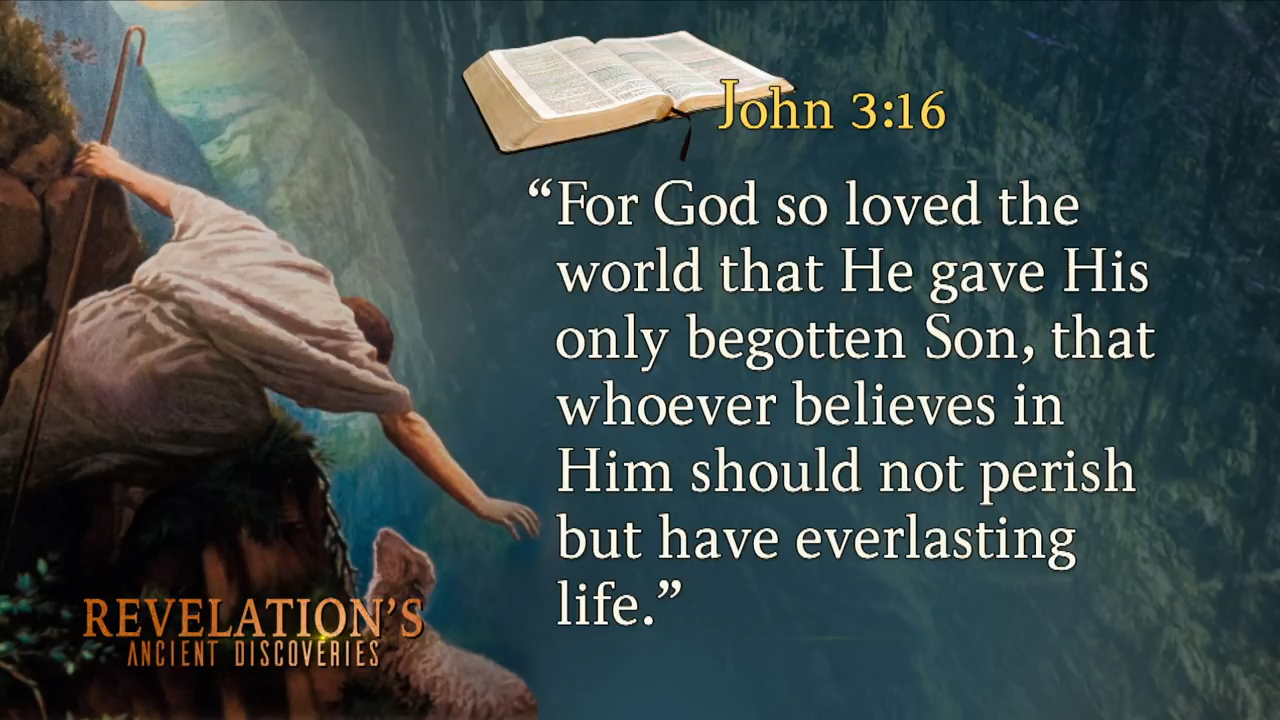 John 3:16
“For God so loved the
world that He gave His
only begotten Son, that
whoever believes in
Him should not perish
but have everlasting
life.”
REVELATION’S
ANCIENT DISCOVERIES